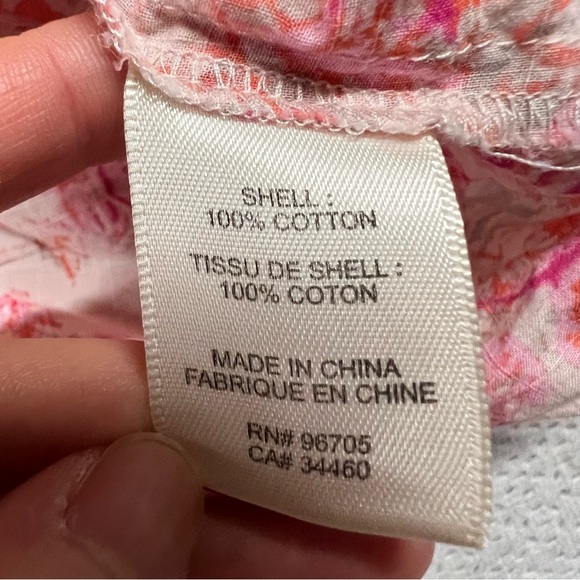 SHELL :
100% COTTON
TISSU DE SHELL :
100% COTON
MADE IN CHINA
FABRIQUE EN CHINE
RN# 96705
CA# 34460